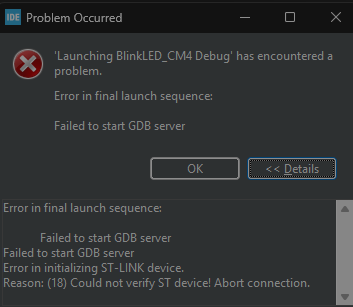 IDE Problem Occurred
'Launching BlinkLED_CM4 Debug' has encountered a
problem.
Error in final launch sequence:
Failed to start GDB server
OK
<< Details
Error in final launch sequence:
Failed to start GDB server
Failed to start GDB server
Error in initializing ST-LINK device.
Reason: (18) Could not verify ST device! Abort connection.